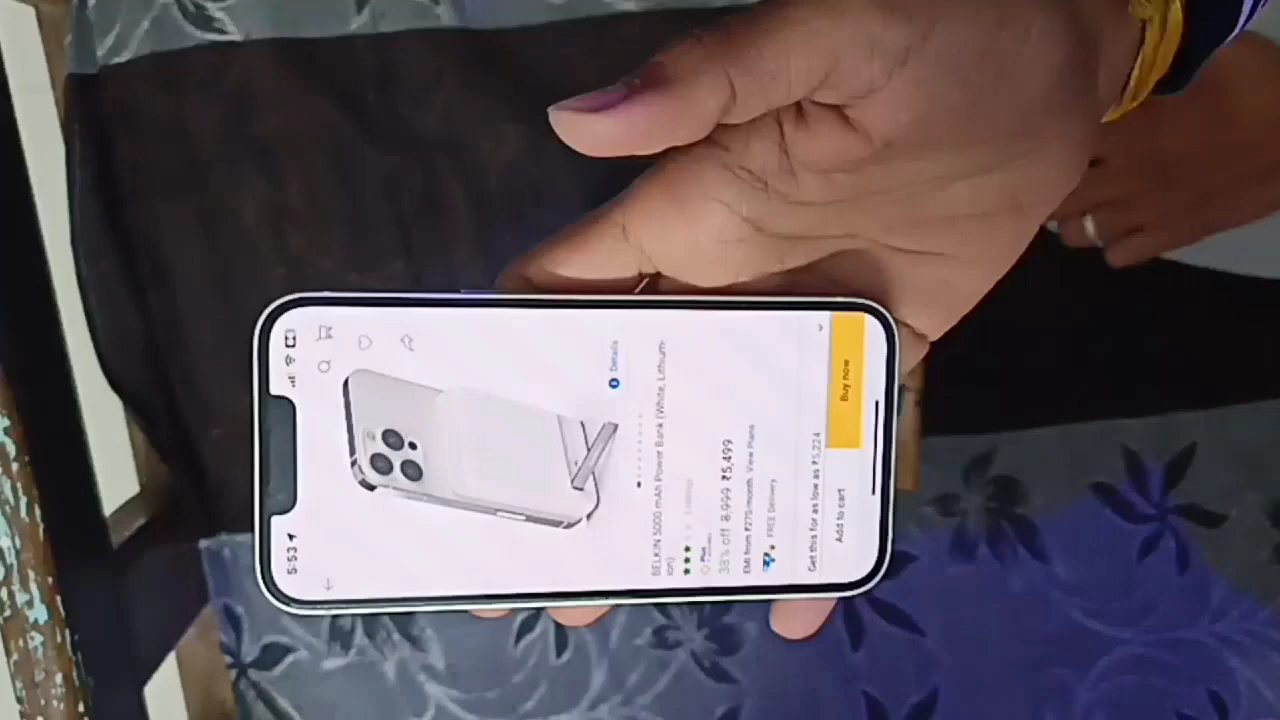 5:53
Details
BELKIN 5000 mAh Power Bank (White, Lithium-
ion)
Plus
38% off 8,999 ₹5,499
EMI from ₹275/month. View Plans
FREE Delivery
Get this for as low as ₹5,224
Add to cart
Buy now